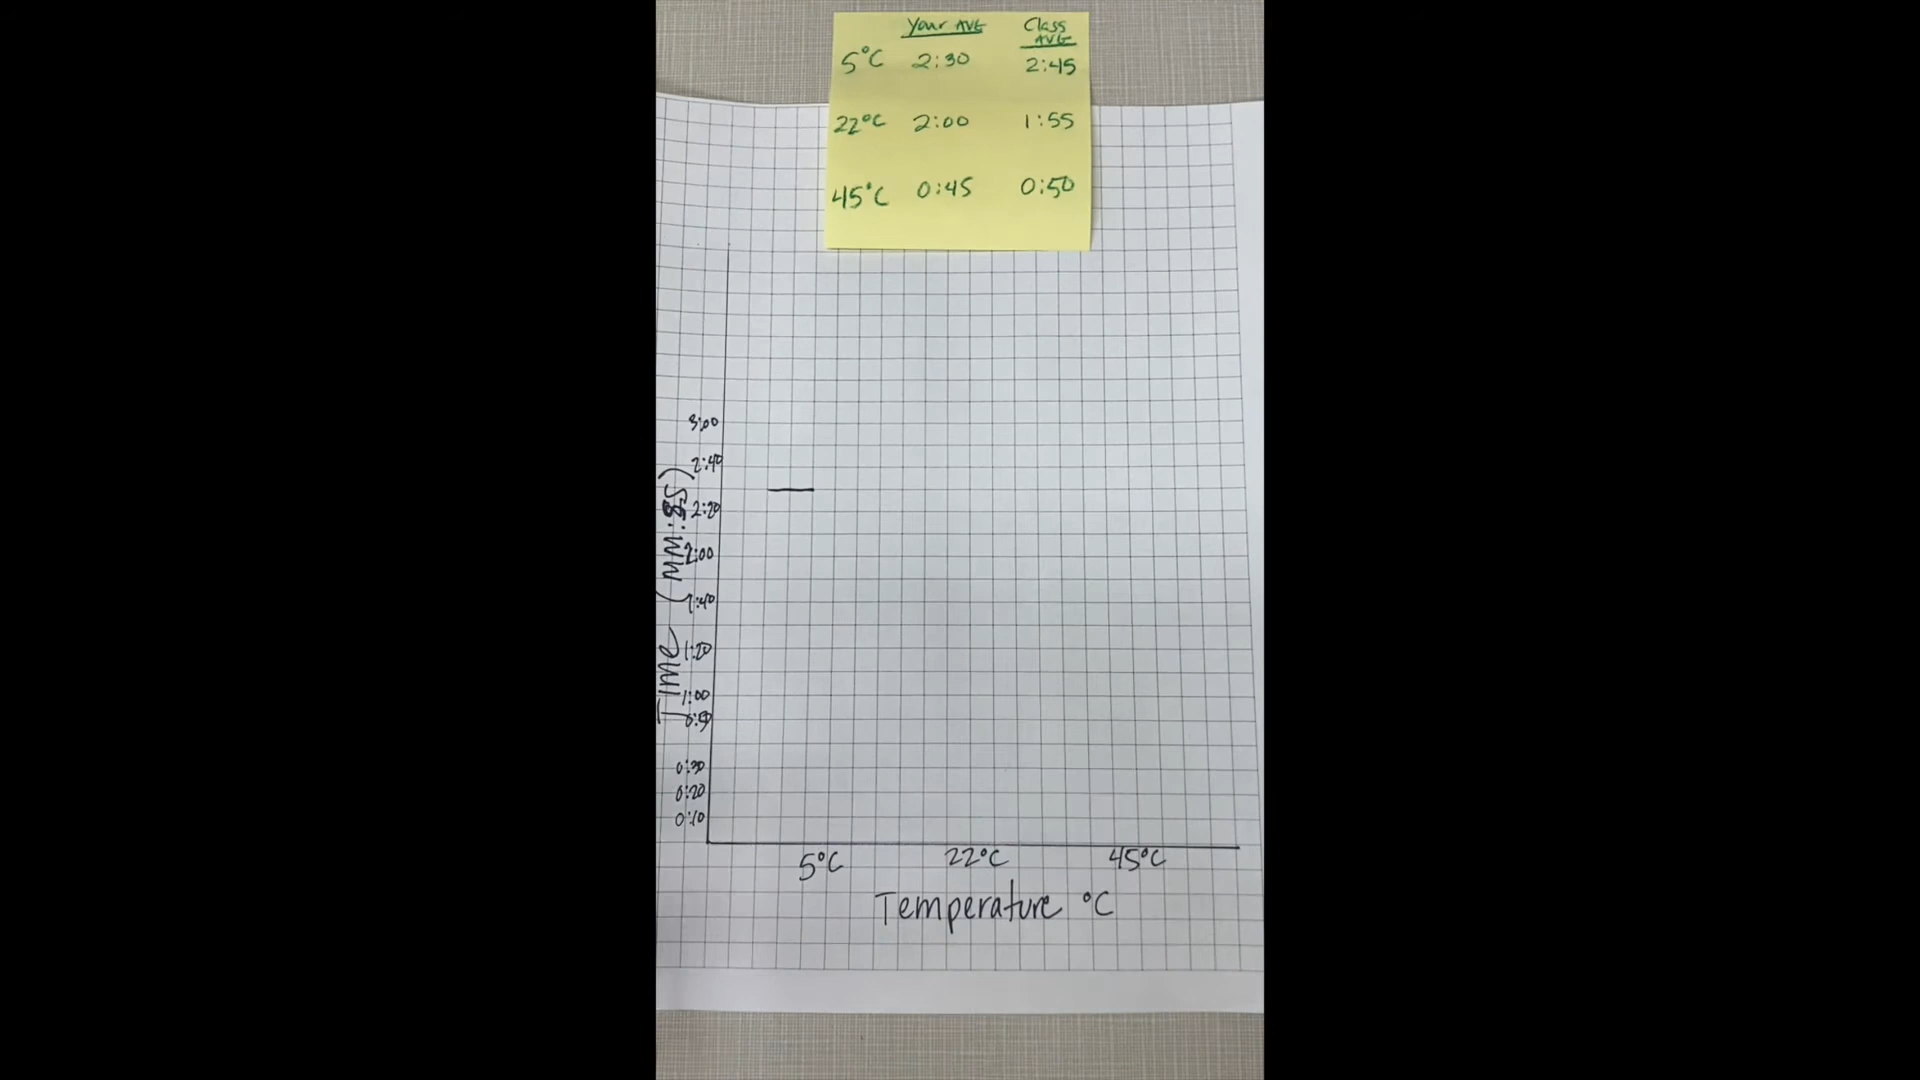 Your AVG Class AVG
5°C 2:30 2:45
22°C 2:00 1:55
45°C 0:45 0:50
3:00
2:40
2:20
2:00
1:40
1:20
1:00
0:50
0:30
0:20
0:10
Time (MM:SS)
5°C 22°C 45°C
Temperature °C